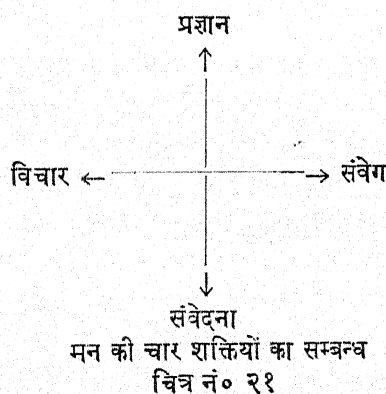 प्रज्ञान
विचार संवेग
संवेदना
मन की चार शक्तियों का सम्बन्ध
चित्र नं० २१